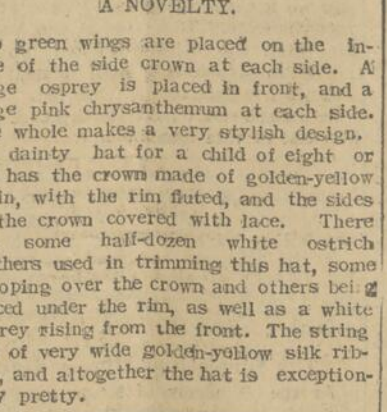 A NOVELTY.
green wings are placed on the in-
of the side crown at each side. A
osprey is placed in front, and a
pink chrysanthemum at each side.
whole makes a very stylish design.
dainty hat for a child of eight or
has the crown made of golden-yellow
with the rim fluted, and the sides
the crown covered with lace. There
some half-dozen white ostrich
used in trimming this hat, some
over the crown and others being
under the rim, as well as a white
rising from the front. The string
of very wide golden-yellow silk rib-
, and altogether the hat is exception-
pretty.